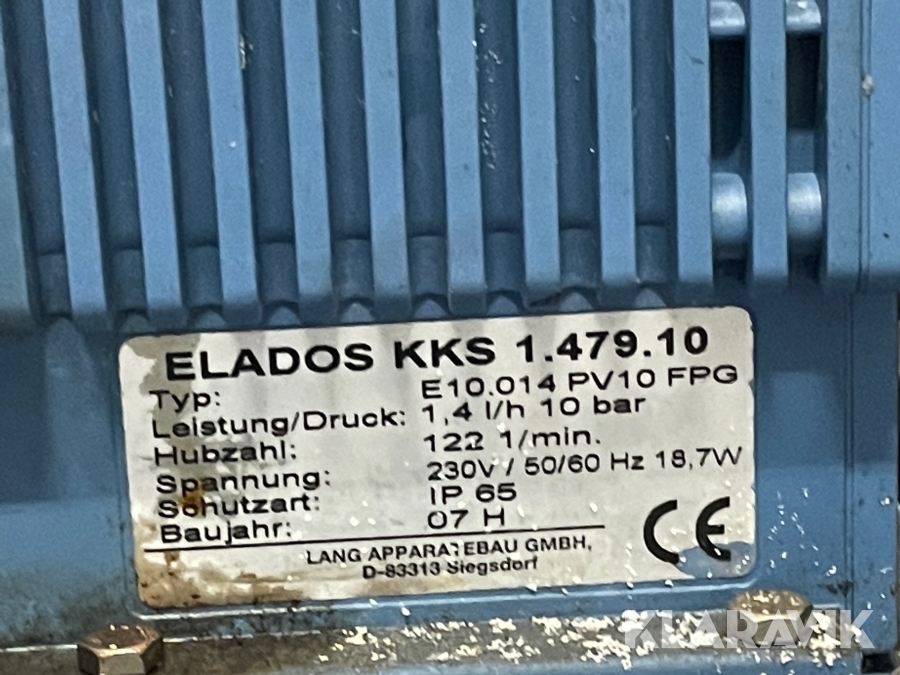 ELADOS KKS 1.479.10
Typ: E10.014 PV10 FPG
Leistung/Druck: 1,4 l/h 10 bar
Hubzahl: 122 1/min.
Spannung: 230V / 50/60 Hz 18,7W
Schutzart: IP 65
Baujahr: 07 H
CE
LANG APPARATEBAU GMBH,
D-83313 Siegsdorf
KLARAVIK